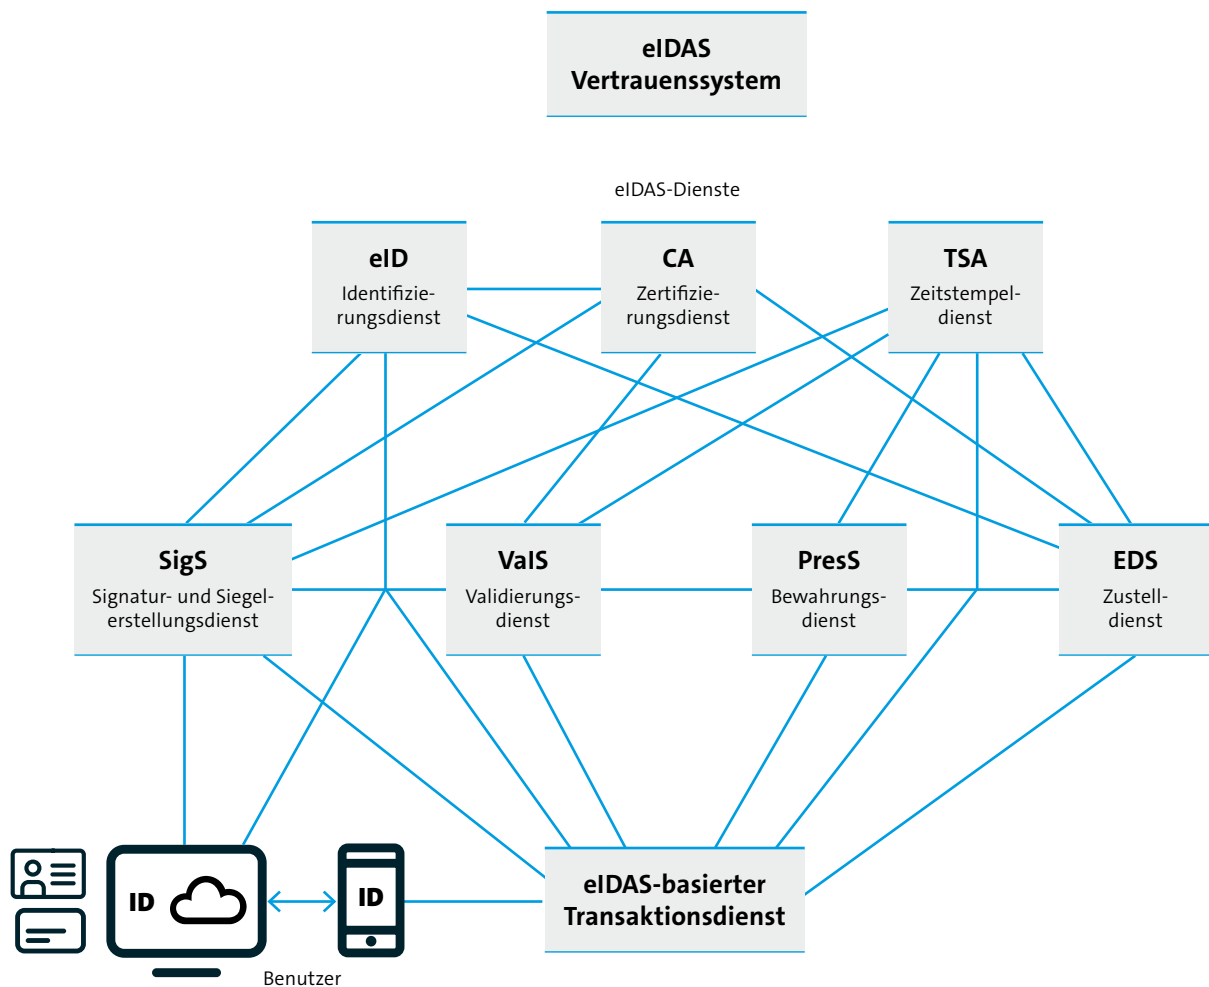 eIDAS
Vertrauenssystem
eIDAS-Dienste
eID
Identifizie-
rungsdienst
CA
Zertifizie-
rungsdienst
TSA
Zeitstempel-
dienst
SigS
Signatur- und Siegel-
erstellungsdienst
ValS
Validierungs-
dienst
PresS
Bewahrungs-
dienst
EDS
Zustell-
dienst
ID
ID
eIDAS-basierter
Transaktionsdienst
Benutzer